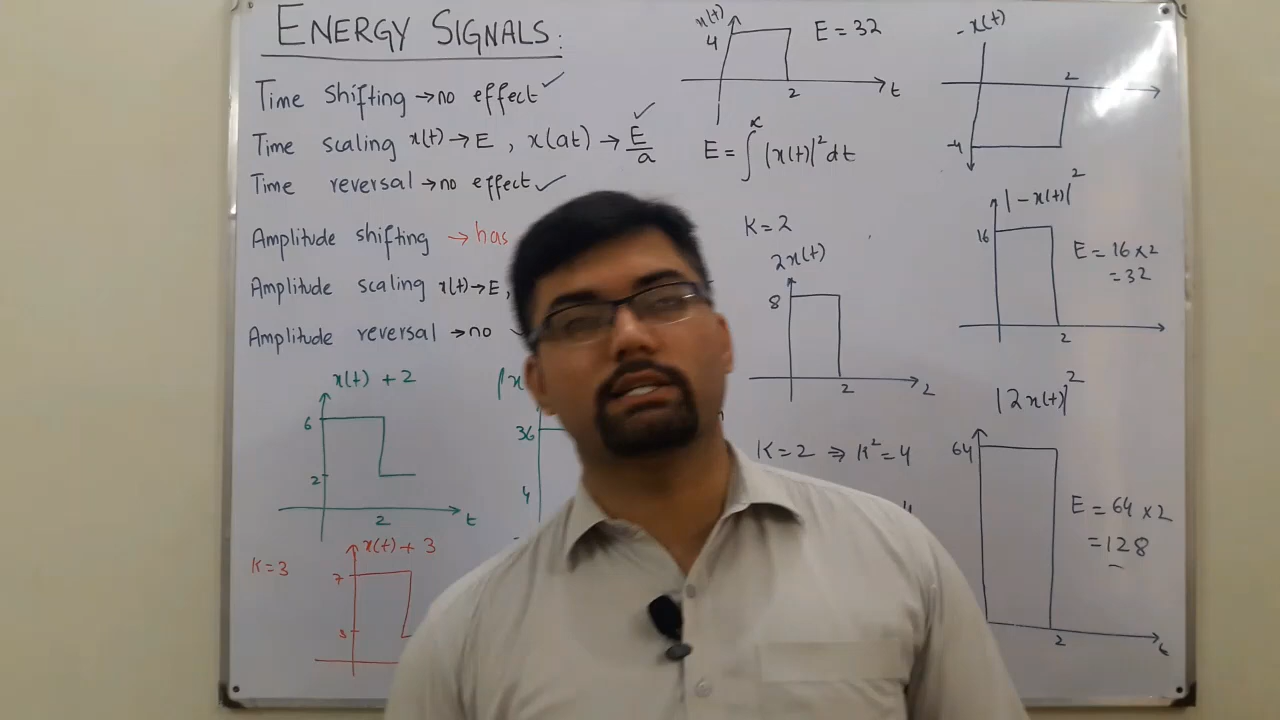 ENERGY SIGNALS:
Time Shifting → no effect ✓
Time scaling x(t) → E , x(at) → E/a ✓
Time reversal → no effect ✓
Amplitude shifting → has
Amplitude scaling x(t) → E,
Amplitude reversal → no
x(t) + 2
6
2
2
t
K=3
x(t) + 3
7
3
|x
36
4
x(t)
4
E = 32
2
t
E = ∫ |x(t)|² dt
K=2
2x(t)
8
2
K=2 ⇒ K² = 4
-x(t)
2
-4
|-x(t)|²
16
E = 16 × 2
= 32
2
|2x(t)|²
64
E = 64 × 2
= 128
2
t